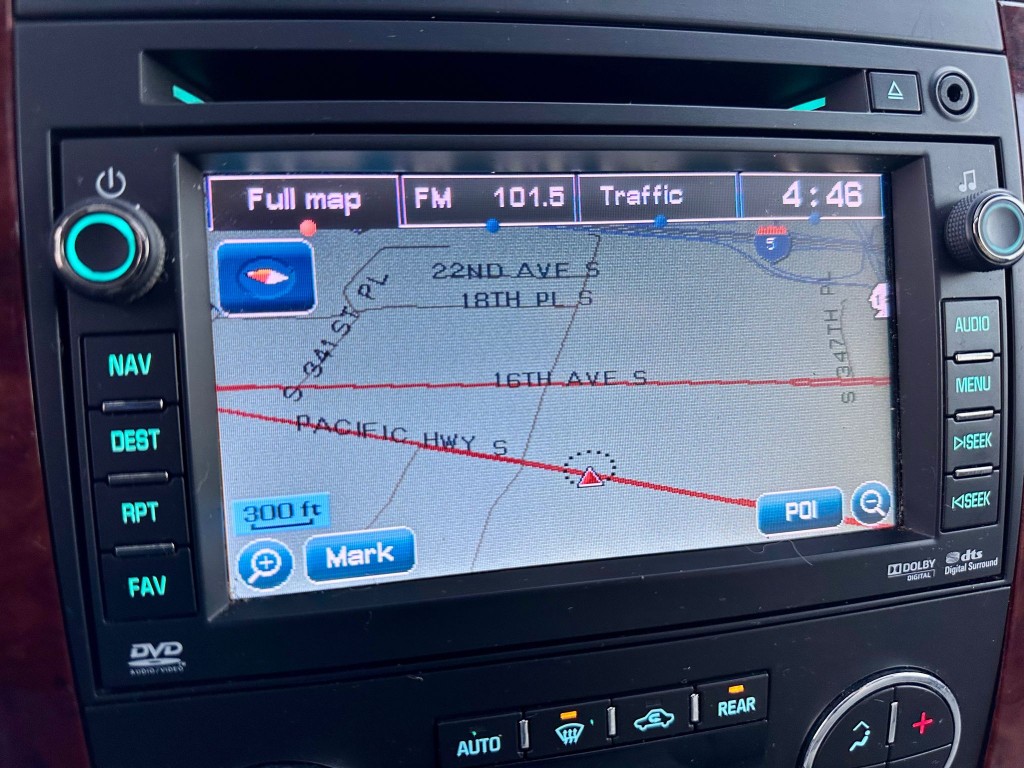 Full map
FM 101.5
Traffic
4:46
5
22ND AVE S
18TH PL S
S 341 ST PL
S 347TH PL
16TH AVE S
PACIFIC HWY S
300 ft
Mark
POI
NAV
DEST
RPT
FAV
AUDIO
MENU
SEEK
SEEK
DVD
AUDIO/VIDEO
DOLBY
DIGITAL
dts
Digital Surround
AUTO
REAR